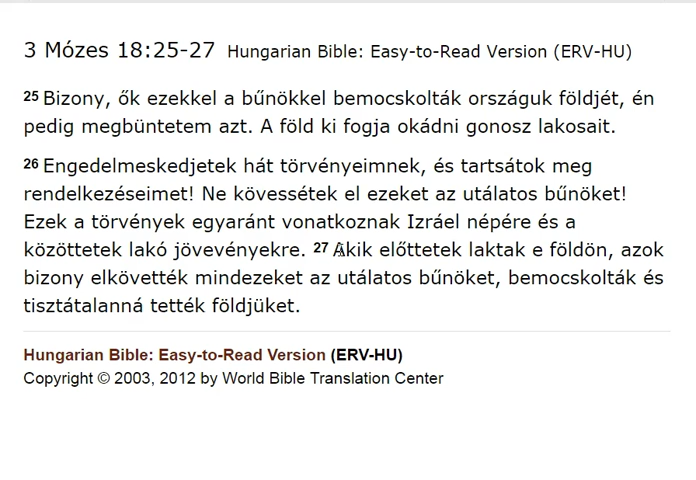 3 Mózes 18:25-27 Hungarian Bible: Easy-to-Read Version (ERV-HU)
25 Bizony, ők ezekkel a bűnökkel bemocskolták országuk földjét, én
pedig megbüntetem azt. A föld ki fogja okádni gonosz lakosait.
26 Engedelmeskedjetek hát törvényeimnek, és tartsátok meg
rendelkezéseimet! Ne kövessétek el ezeket az utálatos bűnöket!
Ezek a törvények egyaránt vonatkoznak Izráel népére és a
közöttetek lakó jövevényekre. 27 Akik előttetek laktak e földön, azok
bizony elkövették mindezeket az utálatos bűnöket, bemocskolták és
tisztátalanná tették földjüket.
Hungarian Bible: Easy-to-Read Version (ERV-HU)
Copyright © 2003, 2012 by World Bible Translation Center